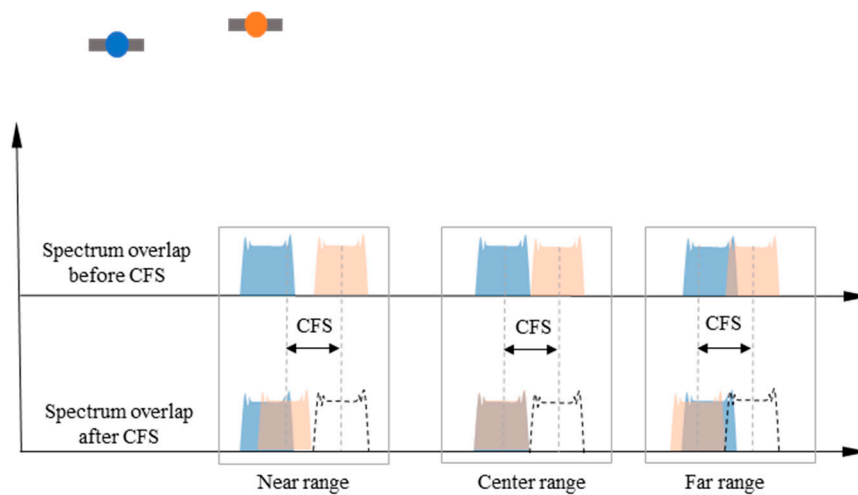 Spectrum overlap
before CFS
CFS
CFS
CFS
Spectrum overlap
after CFS
Near range
Center range
Far range